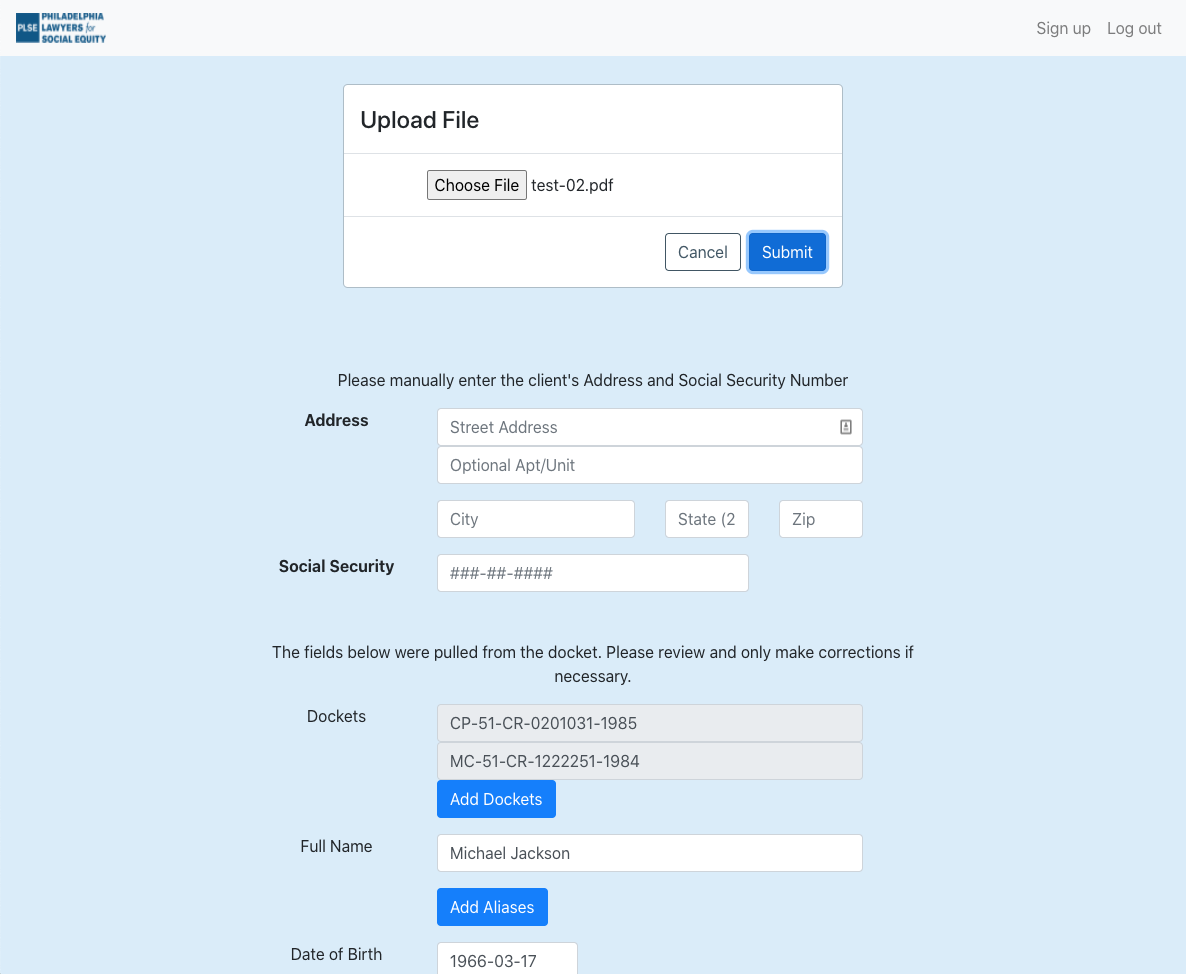 PLSE PHILADELPHIA
LAWYERS for
SOCIAL EQUITY
Sign up Log out
Upload File
Choose File test-02.pdf
Cancel Submit
Please manually enter the client's Address and Social Security Number
Address
Street Address
Optional Apt/Unit
City State (2 Zip
Social Security
###-##-####
The fields below were pulled from the docket. Please review and only make corrections if
necessary.
Dockets
CP-51-CR-0201031-1985
MC-51-CR-1222251-1984
Add Dockets
Full Name
Michael Jackson
Add Aliases
Date of Birth
1966-03-17